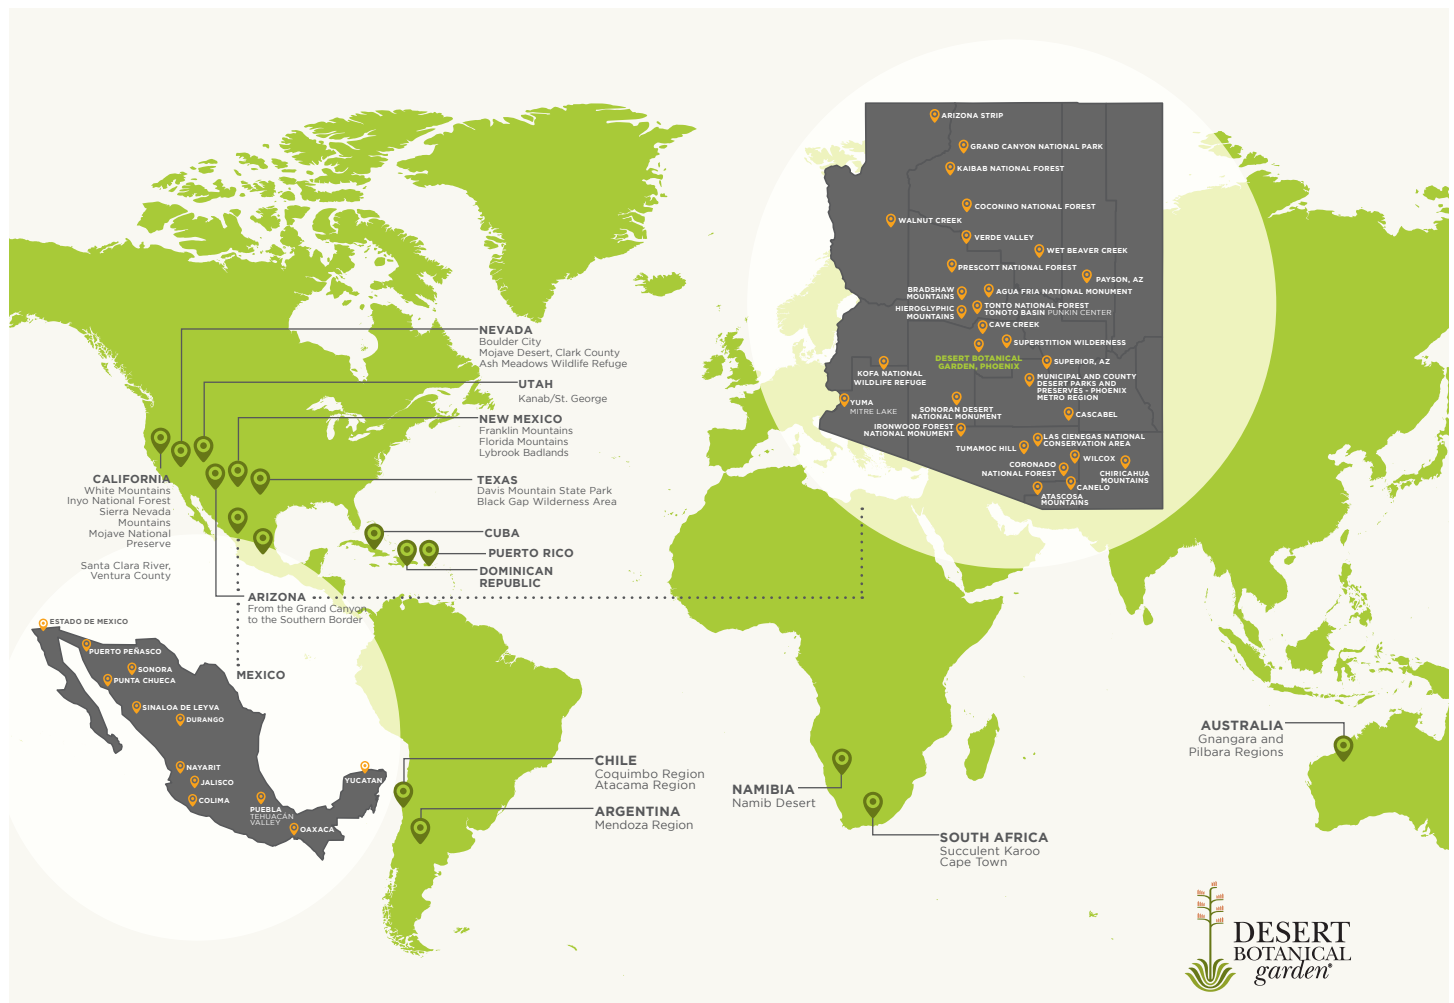 ARIZONA STRIP
GRAND CANYON NATIONAL PARK
KAIBAB NATIONAL FOREST
COCONINO NATIONAL FOREST
WALNUT CREEK
VERDE VALLEY
WET BEAVER CREEK
PRESCOTT NATIONAL FOREST
PAYSON, AZ
BRADSHAW
MOUNTAINS
AGUA FRIA NATIONAL MONUMENT
HIEROGLYPHIC
MOUNTAINS
TONTO NATIONAL FOREST
TONOTO BASIN PUNKIN CENTER
CAVE CREEK
SUPERSTITION WILDERNESS
DESERT BOTANICAL
GARDEN, PHOENIX
SUPERIOR, AZ
KOFA NATIONAL
WILDLIFE REFUGE
MUNICIPAL AND COUNTY
DESERT PARKS AND
PRESERVES - PHOENIX
METRO REGION
YUMA
MITRE LAKE
SONORAN DESERT
NATIONAL MONUMENT
CASCABEL
IRONWOOD FOREST
NATIONAL MONUMENT
LAS CIENEGAS NATIONAL
CONSERVATION AREA
TUMAMOC HILL
WILCOX
CORONADO
NATIONAL FOREST
CHIRICAHUA
MOUNTAINS
CANELO
ATASCOSA
MOUNTAINS
NEVADA
Boulder City
Mojave Desert, Clark County
Ash Meadows Wildlife Refuge
UTAH
Kanab/St. George
NEW MEXICO
Franklin Mountains
Florida Mountains
Lybrook Badlands
CALIFORNIA
White Mountains
Inyo National Forest
Sierra Nevada
Mountains
Mojave National
Preserve
Santa Clara River,
Ventura County
TEXAS
Davis Mountain State Park
Black Gap Wilderness Area
CUBA
PUERTO RICO
DOMINICAN
REPUBLIC
ARIZONA
From the Grand Canyon
to the Southern Border
MEXICO
ESTADO DE MEXICO
PUERTO PEÑASCO
SONORA
PUNTA CHUECA
SINALOA DE LEYVA
DURANGO
NAYARIT
JALISCO
COLIMA
YUCATAN
PUEBLA
TEHUACÁN
VALLEY
OAXACA
CHILE
Coquimbo Region
Atacama Region
ARGENTINA
Mendoza Region
NAMIBIA
Namib Desert
SOUTH AFRICA
Succulent Karoo
Cape Town
AUSTRALIA
Gnangara and
Pilbara Regions
DESERT
BOTANICAL
garden®